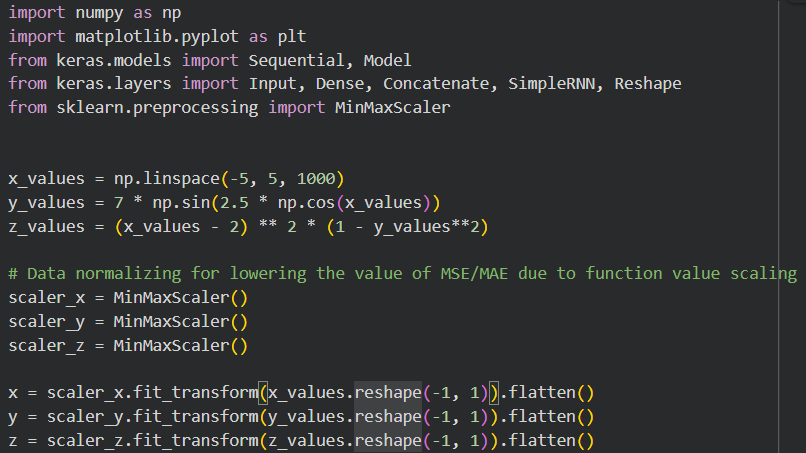 import numpy as np
import matplotlib.pyplot as plt
from keras.models import Sequential, Model
from keras.layers import Input, Dense, Concatenate, SimpleRNN, Reshape
from sklearn.preprocessing import MinMaxScaler
x_values = np.linspace(-5, 5, 1000)
y_values = 7 * np.sin(2.5 * np.cos(x_values))
z_values = (x_values - 2) ** 2 * (1 - y_values**2)
# Data normalizing for lowering the value of MSE/MAE due to function value scaling
scaler_x = MinMaxScaler()
scaler_y = MinMaxScaler()
scaler_z = MinMaxScaler()
x = scaler_x.fit_transform(x_values.reshape(-1, 1)).flatten()
y = scaler_y.fit_transform(y_values.reshape(-1, 1)).flatten()
z = scaler_z.fit_transform(z_values.reshape(-1, 1)).flatten()